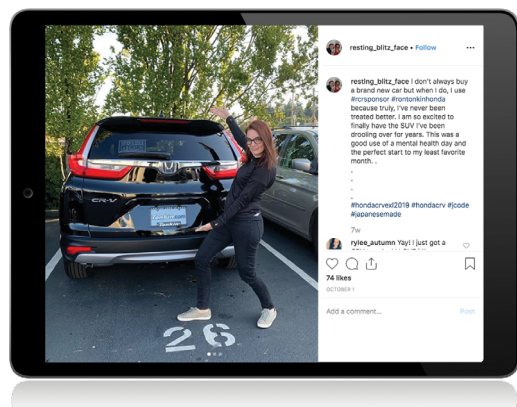 resting_blitz_face • Follow
resting_blitz_face I don't always buy
a brand new car but when I do, I use
#rcrsponsor #rontonkinhonda
because truly, I've never been
treated better. I am so excited to
finally have the SUV I've been
drooling over for years. This was a
good use of a mental health day and
the perfect start to my least favorite
month. .
.
.
.
.
#hondacrvexl2019 #hondacrv #jcode
#japanesemade
7w
rylee_autumn Yay! I just got a
74 likes
OCTOBER 1
Add a comment... Post
CR-V
26